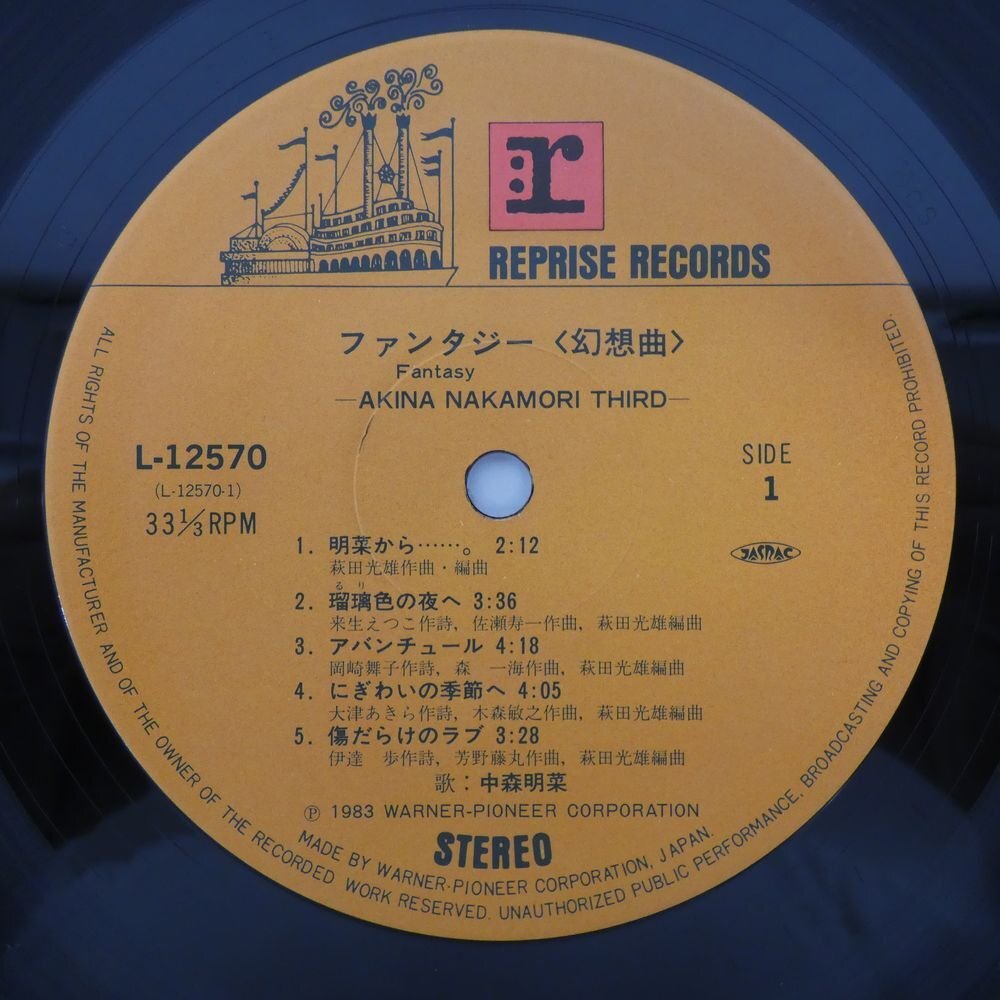 r
REPRISE RECORDS
ファンタジー〈幻想曲〉
Fantasy
—AKINA NAKAMORI THIRD—
L-12570
(L-12570-1)
33⅓RPM
SIDE
1
JASRAC
1. 明菜から……。 2:12
萩田光雄作曲・編曲
るり
2. 瑠璃色の夜へ 3:36
来生えつこ作詩, 佐瀬寿一作曲, 萩田光雄編曲
3. アバンチュール 4:18
岡崎舞子作詩, 森 一海作曲, 萩田光雄編曲
4. にぎわいの季節へ 4:05
大津あきら作詩, 木森敏之作曲, 萩田光雄編曲
5. 傷だらけのラブ 3:28
伊達 歩作詩, 芳野藤丸作曲, 萩田光雄編曲
歌：中森明菜
Ⓟ 1983 WARNER-PIONEER CORPORATION
STEREO
MADE BY WARNER-PIONEER CORPORATION, JAPAN.
ALL RIGHTS OF THE MANUFACTURER AND OF THE OWNER OF THE RECORDED WORK RESERVED. UNAUTHORIZED PUBLIC PERFORMANCE, BROADCASTING AND COPYING OF THIS RECORD PROHIBITED.